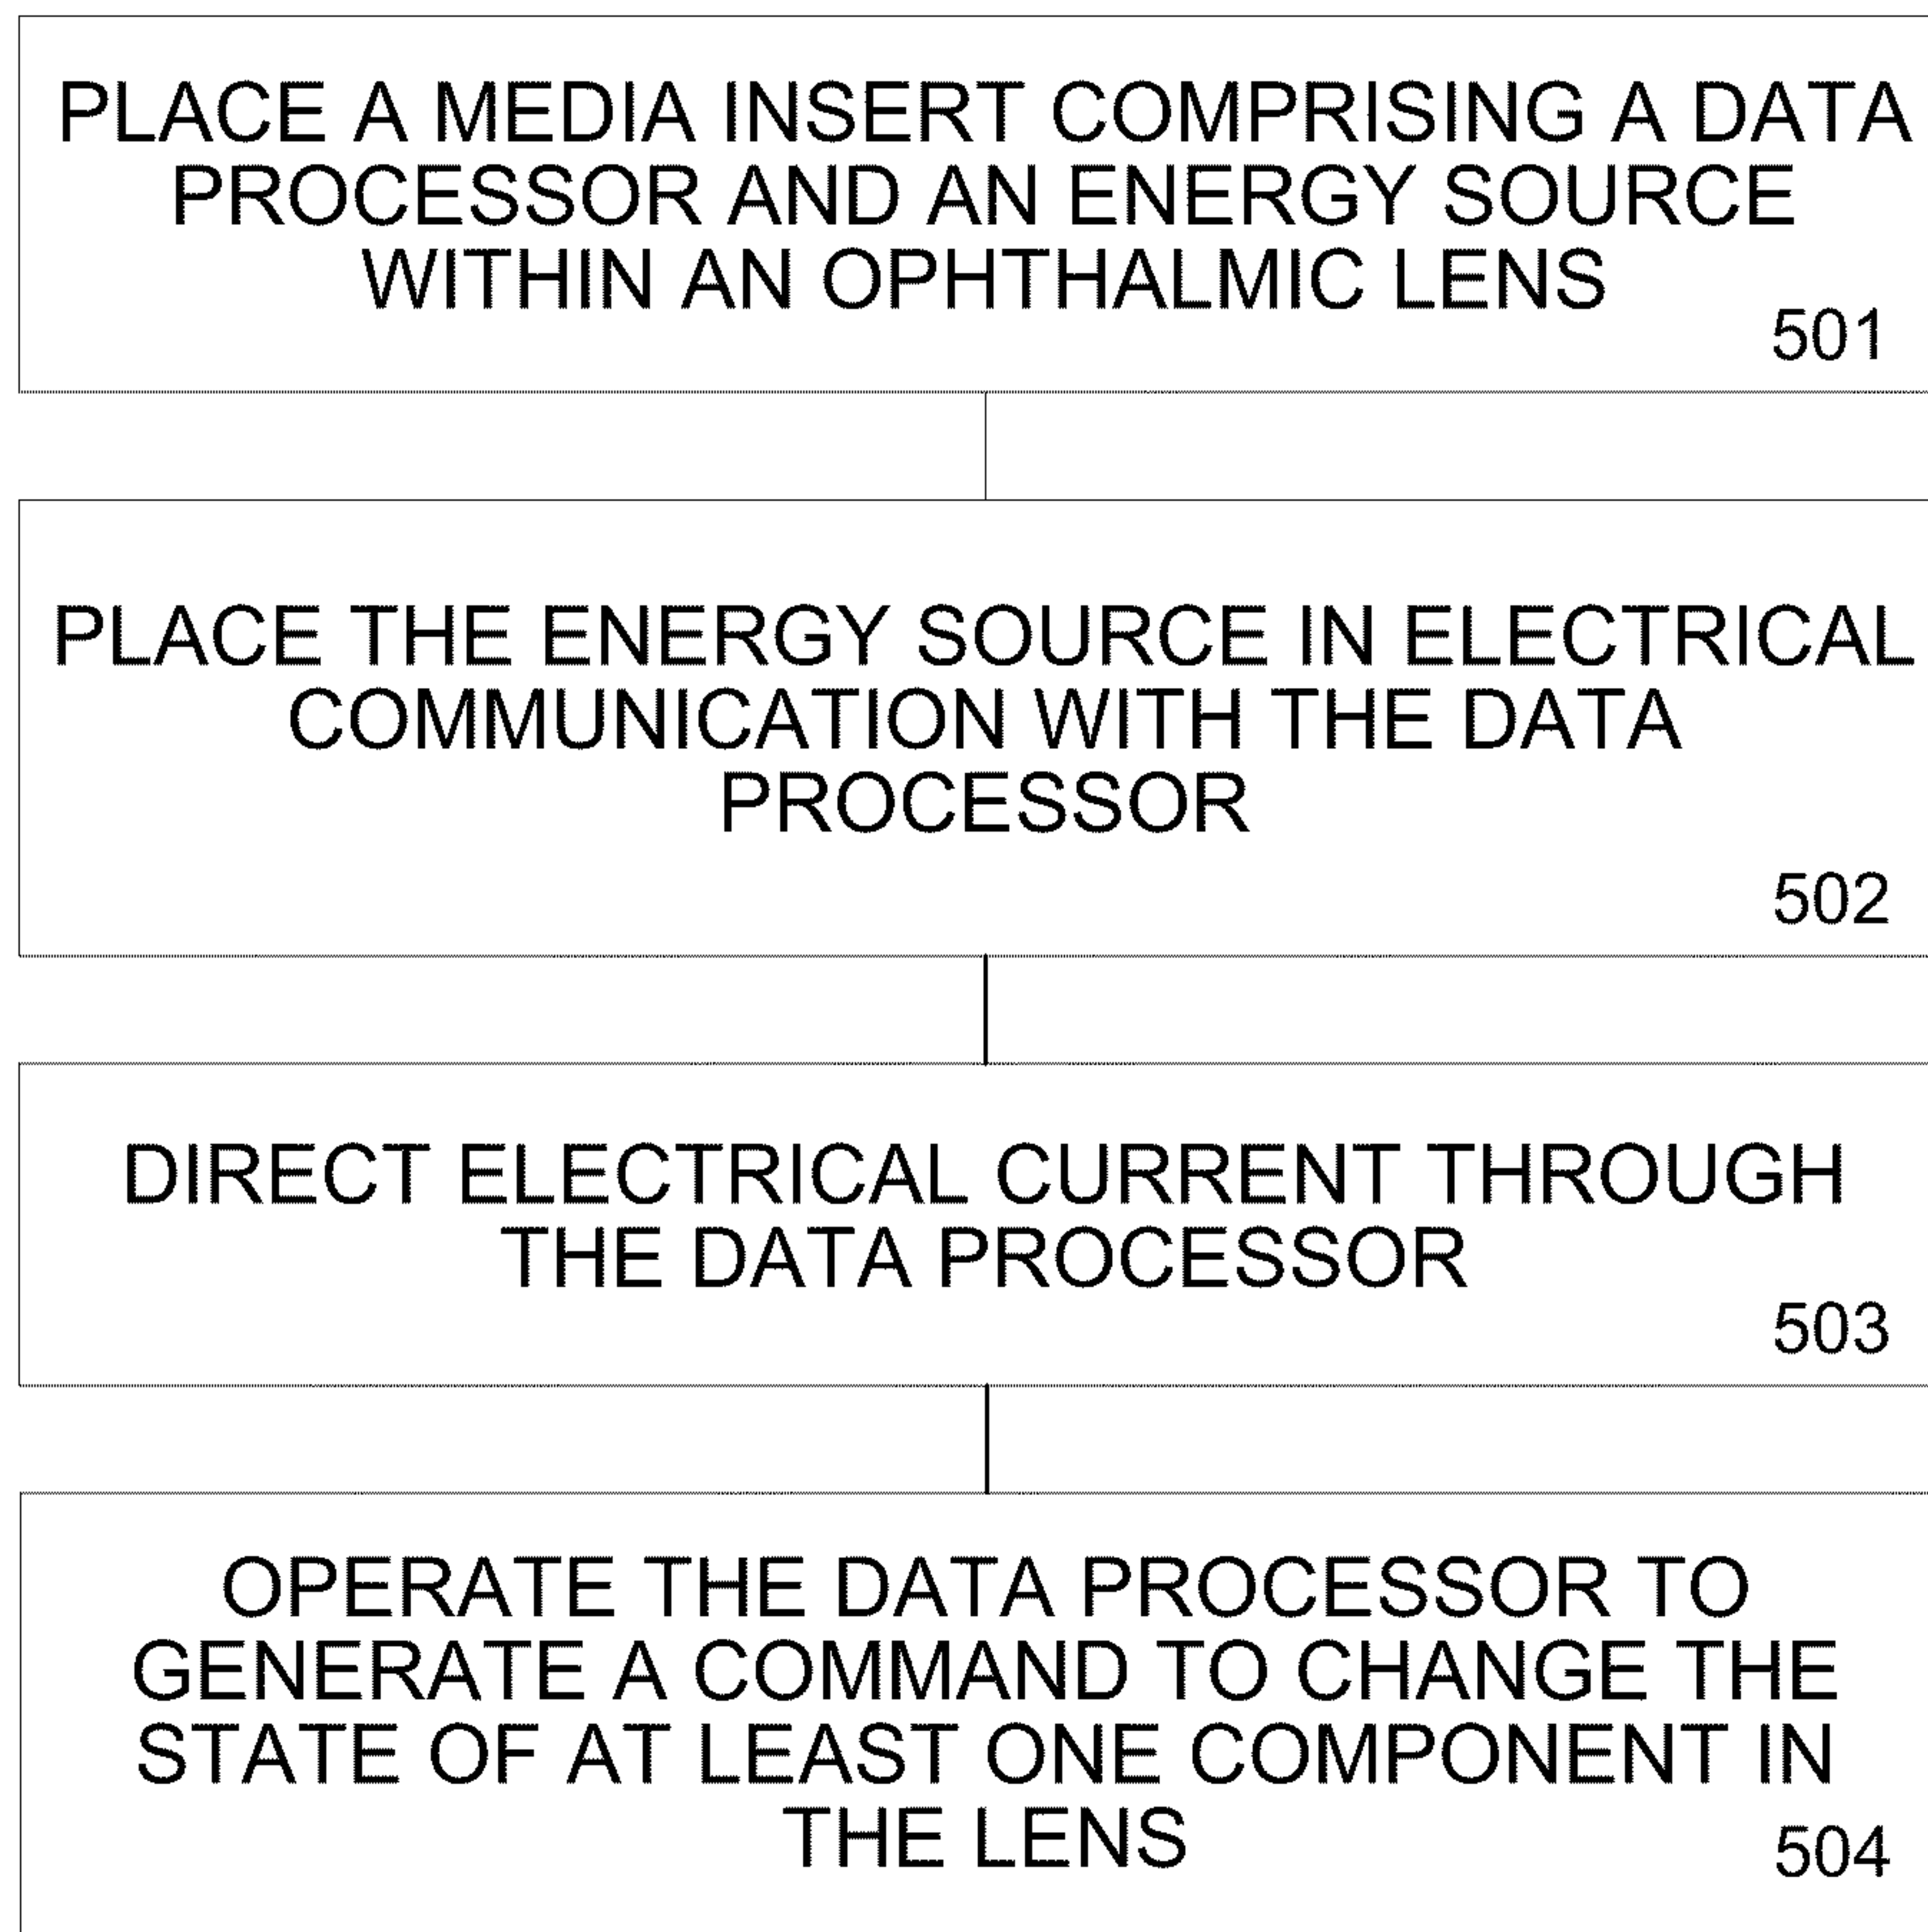 PLACE A MEDIA INSERT COMPRISING A DATA
PROCESSOR AND AN ENERGY SOURCE
WITHIN AN OPHTHALMIC LENS
501
PLACE THE ENERGY SOURCE IN ELECTRICAL
COMMUNICATION WITH THE DATA
PROCESSOR
502
DIRECT ELECTRICAL CURRENT THROUGH
THE DATA PROCESSOR
503
OPERATE THE DATA PROCESSOR TO
GENERATE A COMMAND TO CHANGE THE
STATE OF AT LEAST ONE COMPONENT IN
THE LENS
504